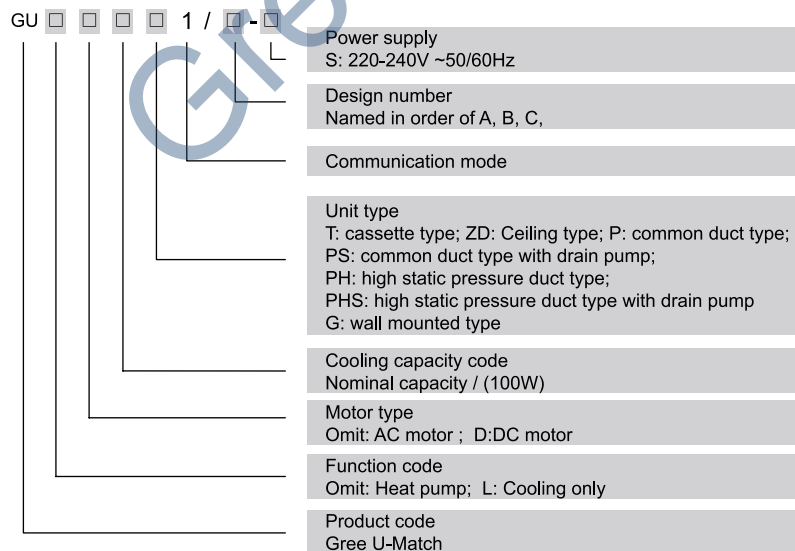 GU □ □ □ □ 1 / □ - □
Power supply
S: 220-240V ~50/60Hz
Design number
Named in order of A, B, C,
Communication mode
Unit type
T: cassette type; ZD: Ceiling type; P: common duct type;
PS: common duct type with drain pump;
PH: high static pressure duct type;
PHS: high static pressure duct type with drain pump
G: wall mounted type
Cooling capacity code
Nominal capacity / (100W)
Motor type
Omit: AC motor ; D:DC motor
Function code
Omit: Heat pump; L: Cooling only
Product code
Gree U-Match
Gre